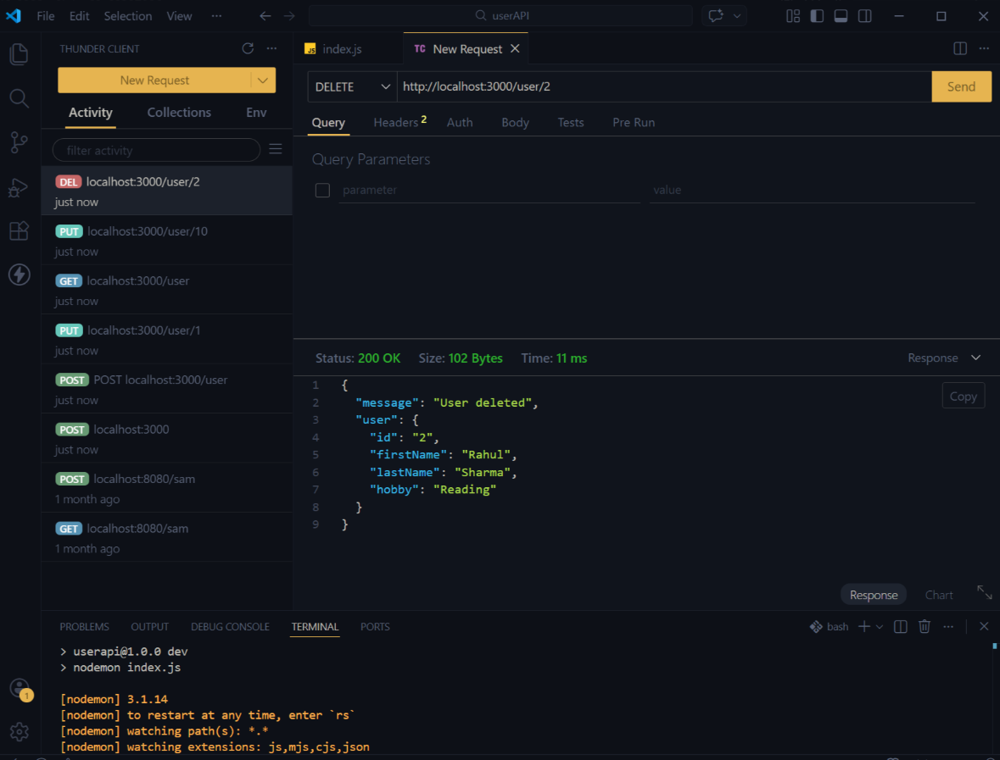 File Edit Selection View ··· userAPI
THUNDER CLIENT ···
New Request
Activity Collections Env
filter activity
DEL localhost:3000/user/2
just now
PUT localhost:3000/user/10
just now
GET localhost:3000/user
just now
PUT localhost:3000/user/1
just now
POST POST localhost:3000/user
just now
POST localhost:3000
just now
POST localhost:8080/sam
1 month ago
GET localhost:8080/sam
1 month ago
JS index.js TC New Request
DELETE http://localhost:3000/user/2 Send
Query Headers 2 Auth Body Tests Pre Run
Query Parameters
parameter value
Status: 200 OK Size: 102 Bytes Time: 11 ms Response
Copy
1 {
2 "message": "User deleted",
3 "user": {
4 "id": "2",
5 "firstName": "Rahul",
6 "lastName": "Sharma",
7 "hobby": "Reading"
8 }
9 }
Response Chart
PROBLEMS OUTPUT DEBUG CONSOLE TERMINAL PORTS bash
> userapi@1.0.0 dev
> nodemon index.js
[nodemon] 3.1.14
[nodemon] to restart at any time, enter `rs`
[nodemon] watching path(s): *.*
[nodemon] watching extensions: js,mjs,cjs,json
1